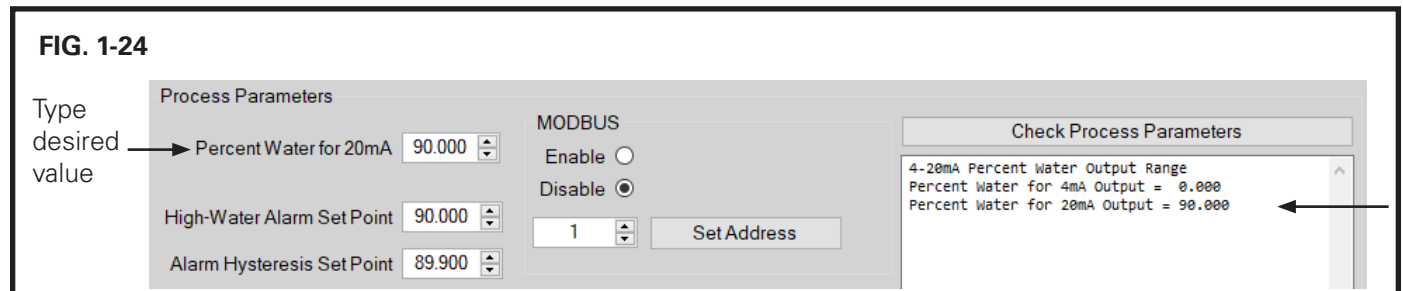 FIG. 1-24
Type
desired
value
Process Parameters
Percent Water for 20mA 90.000
High-Water Alarm Set Point 90.000
Alarm Hysteresis Set Point 89.900
MODBUS
Enable
Disable
1 Set Address
Check Process Parameters
4-20mA Percent Water Output Range
Percent Water for 4mA Output = 0.000
Percent Water for 20mA Output = 90.000